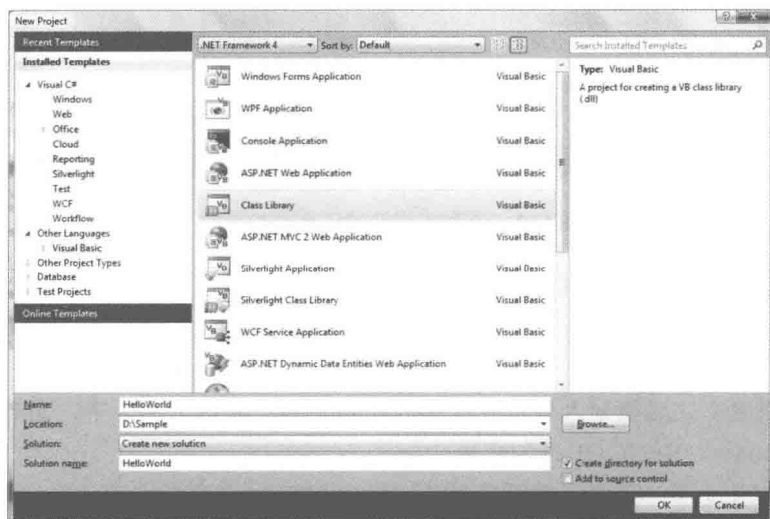 New Project
Recent Templates
Installed Templates
Visual C#
Windows
Web
Office
Cloud
Reporting
Silverlight
Test
WCF
Workflow
Other Languages
Visual Basic
Other Project Types
Database
Test Projects
Online Templates
.NET Framework 4 Sort by: Default
Windows Forms Application Visual Basic
WPF Application Visual Basic
Console Application Visual Basic
ASP.NET Web Application Visual Basic
Class Library Visual Basic
ASP.NET MVC 2 Web Application Visual Basic
Silverlight Application Visual Basic
Silverlight Class Library Visual Basic
WCF Service Application Visual Basic
ASP.NET Dynamic Data Entities Web Application Visual Basic
Search Installed Templates
Type: Visual Basic
A project for creating a VB class library
(.dll)
Name: HelloWorld
Location: D:\Sample
Browse...
Solution: Create new solution
Solution name: HelloWorld
Create directory for solution
Add to source control
OK Cancel